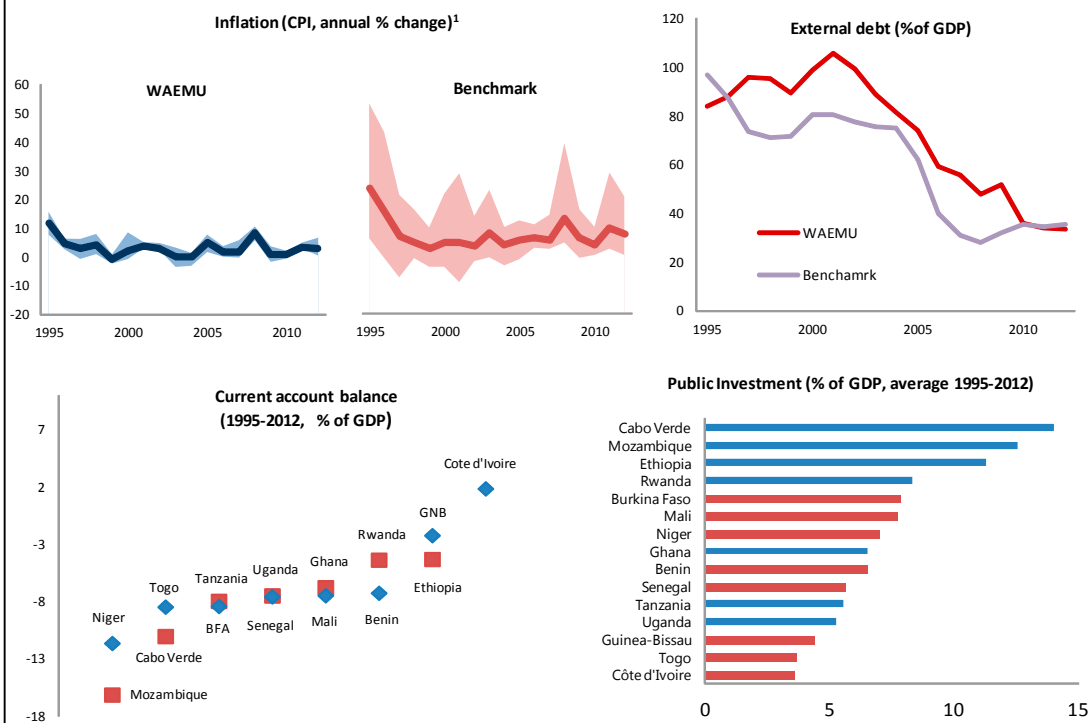 Inflation (CPI, annual % change)1
WAEMU
Benchmark
60
50
40
30
20
10
0
-10
-20
1995
2000
2005
2010
1995
2000
2005
2010
External debt (%of GDP)
120
100
80
60
40
20
0
WAEMU
Benchamrk
1995
2000
2005
2010
Current account balance
(1995-2012, % of GDP)
7
2
-3
-8
-13
-18
Cote d'Ivoire
GNB
Rwanda
Ghana
Uganda
Tanzania
Togo
Niger
Ethiopia
Benin
Mali
Senegal
BFA
Cabo Verde
Mozambique
Public Investment (% of GDP, average 1995-2012)
Cabo Verde
Mozambique
Ethiopia
Rwanda
Burkina Faso
Mali
Niger
Ghana
Benin
Senegal
Tanzania
Uganda
Guinea-Bissau
Togo
Côte d'Ivoire
0
5
10
15